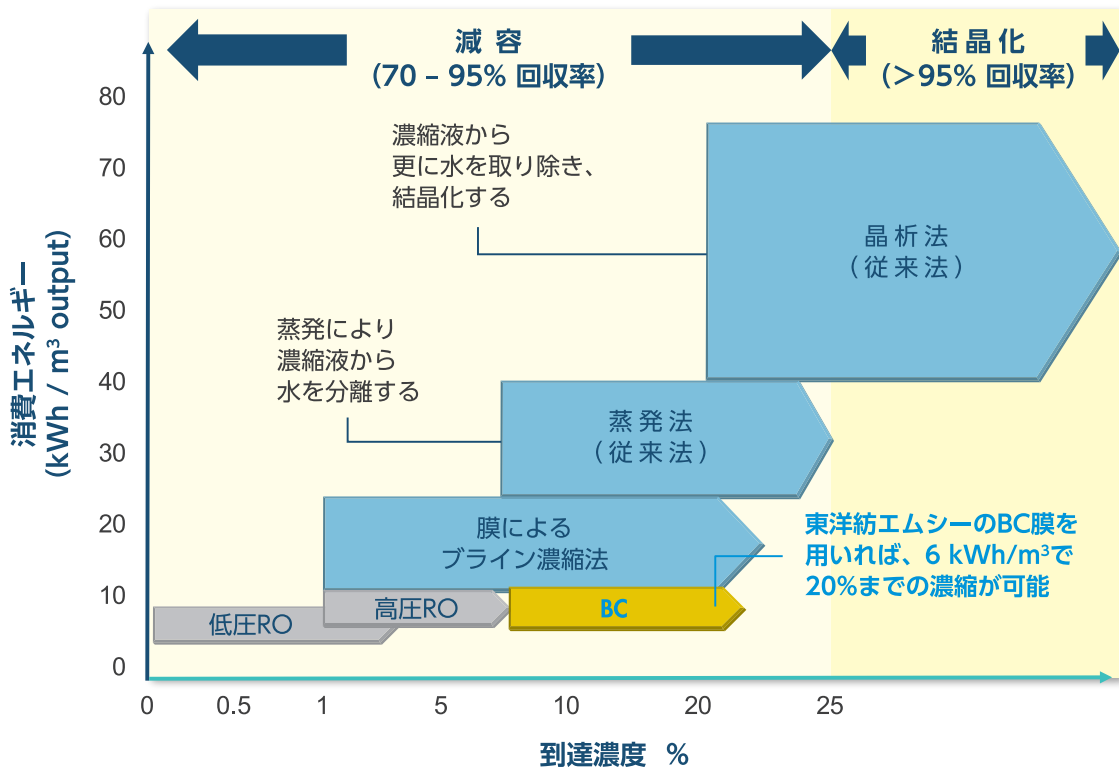 減 容
（70 – 95% 回収率）
結 晶 化
（＞95% 回収率）
消費エネルギー
(kWh / m³ output)
80
70
60
50
40
30
20
10
0
濃縮液から
更に水を取り除き、
結晶化する
晶 析 法
（ 従 来 法 ）
蒸発により
濃縮液から
水を分離する
蒸 発 法
（ 従 来 法 ）
膜による
ブライン濃縮法
東洋紡エムシーのBC膜を
用いれば、6 kWh/m³で
20%までの濃縮が可能
低圧RO
高圧RO
BC
0
0.5
1
5
10
20
25
到達濃度 %